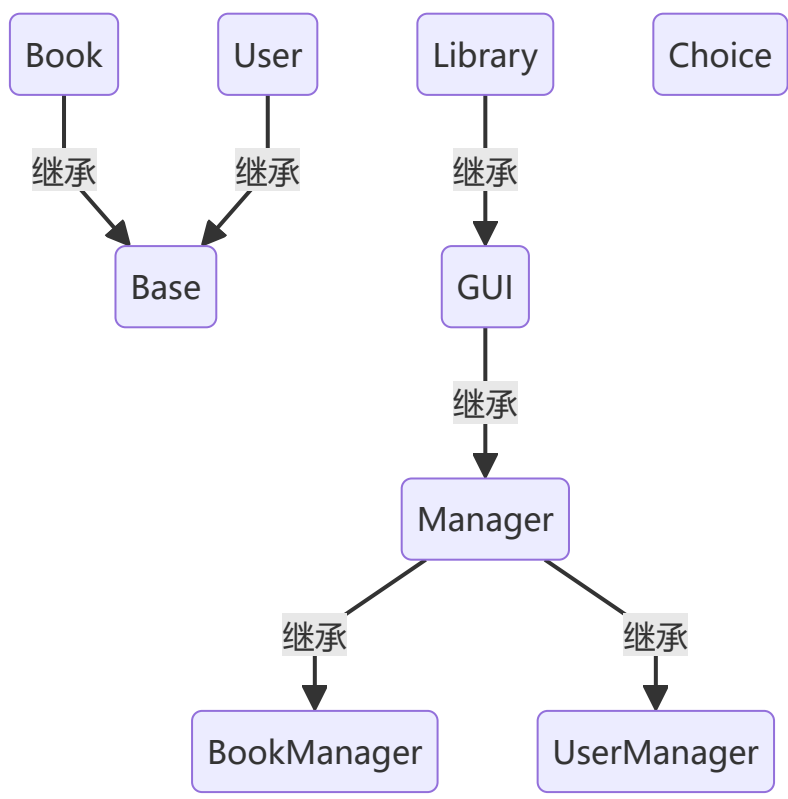 Book
User
Library
Choice
继承
继承
继承
Base
GUI
继承
Manager
继承
继承
BookManager
UserManager